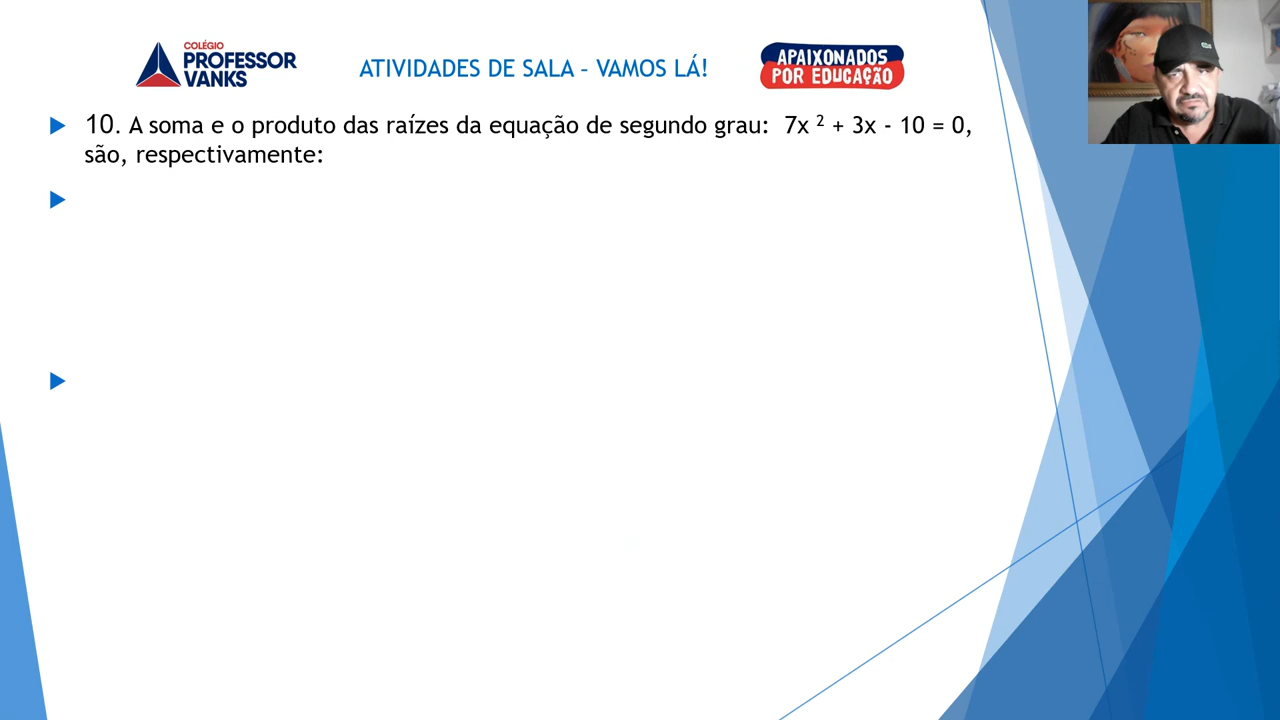 COLÉGIO
PROFESSOR
VANKS
ATIVIDADES DE SALA – VAMOS LÁ!
APAIXONADOS
POR EDUCAÇÃO
10. A soma e o produto das raízes da equação de segundo grau: 7x ² + 3x - 10 = 0,
são, respectivamente: